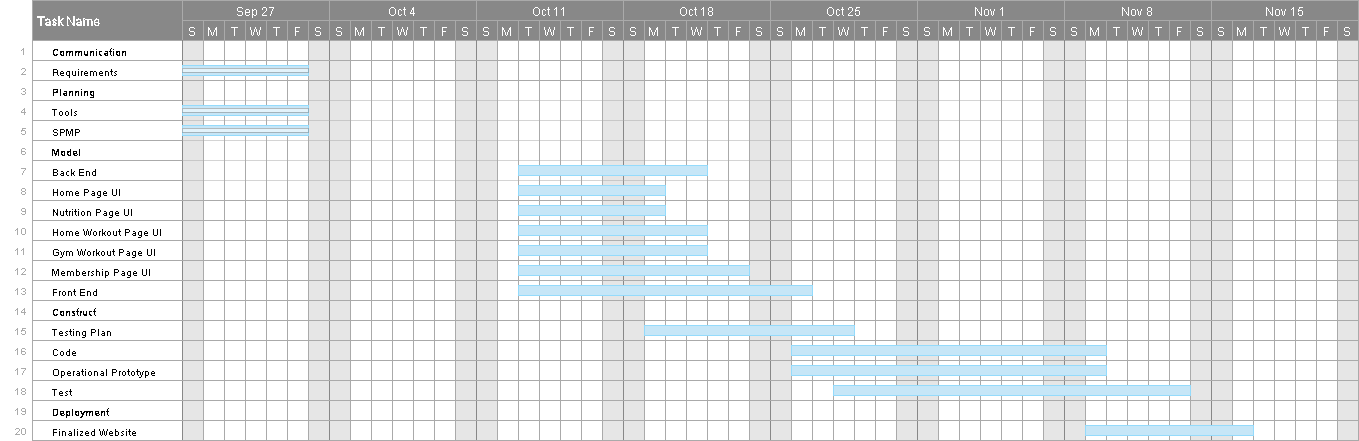 Task Name
Sep 27 Oct 4 Oct 11 Oct 18 Oct 25 Nov 1 Nov 8 Nov 15
S M T W T F S S M T W T F S S M T W T F S S M T W T F S S M T W T F S S M T W T F S S M T W T F S S M T W T F S
1 Communication
2 Requirements
3 Planning
4 Tools
5 SPMP
6 Model
7 Back End
8 Home Page UI
9 Nutrition Page UI
10 Home Workout Page UI
11 Gym Workout Page UI
12 Membership Page UI
13 Front End
14 Construct
15 Testing Plan
16 Code
17 Operational Prototype
18 Test
19 Deployment
20 Finalized Website